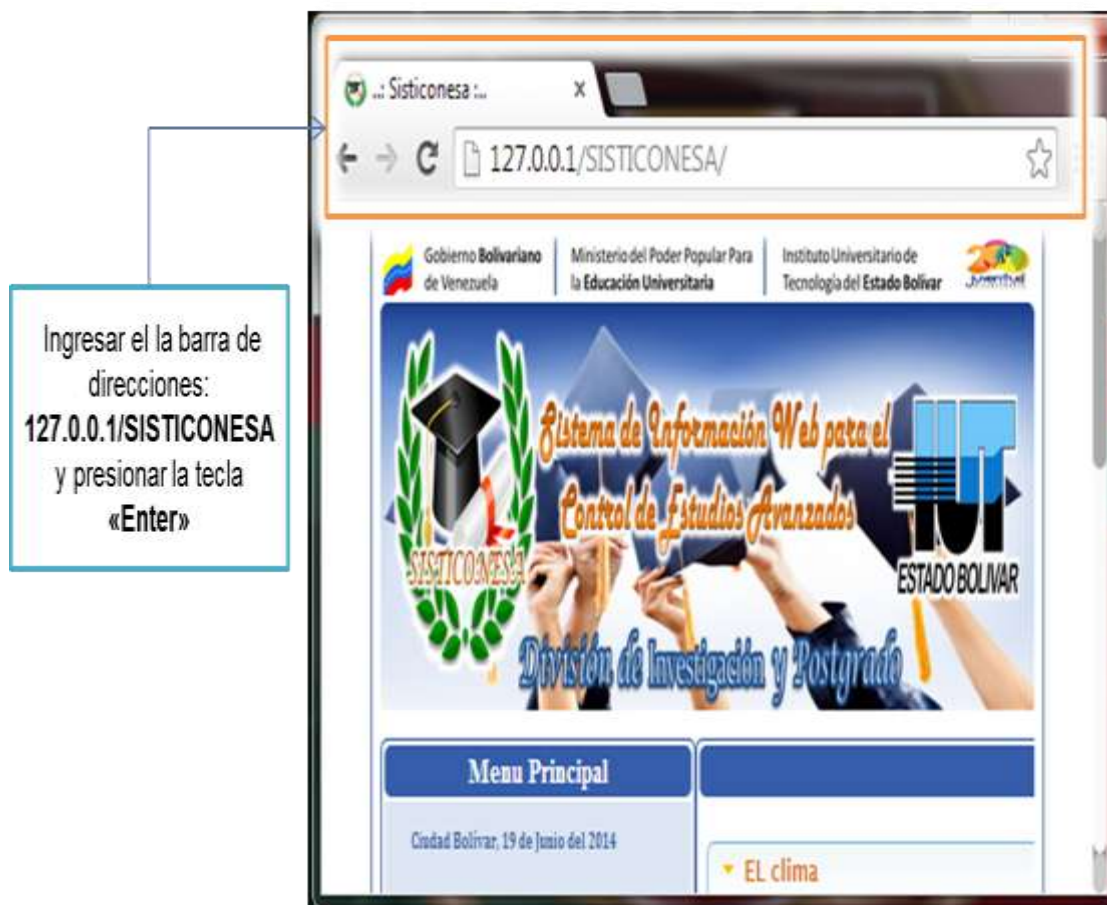 ..: Sisticonesa :..
127.0.0.1/SISTICONESA/
Gobierno Bolivariano
de Venezuela
Ministerio del Poder Popular Para
la Educación Universitaria
Instituto Universitario de
Tecnología del Estado Bolívar
200
Juventud
Ingresar el la barra de
direcciones:
127.0.0.1/SISTICONESA
y presionar la tecla
«Enter»
Sistema de Información Web para el
Control de Estudios Avanzados
SISTICONESA
IUT
ESTADO BOLIVAR
División de Investigación y Postgrado
Menu Principal
Ciudad Bolívar, 19 de Junio del 2014
EL clima